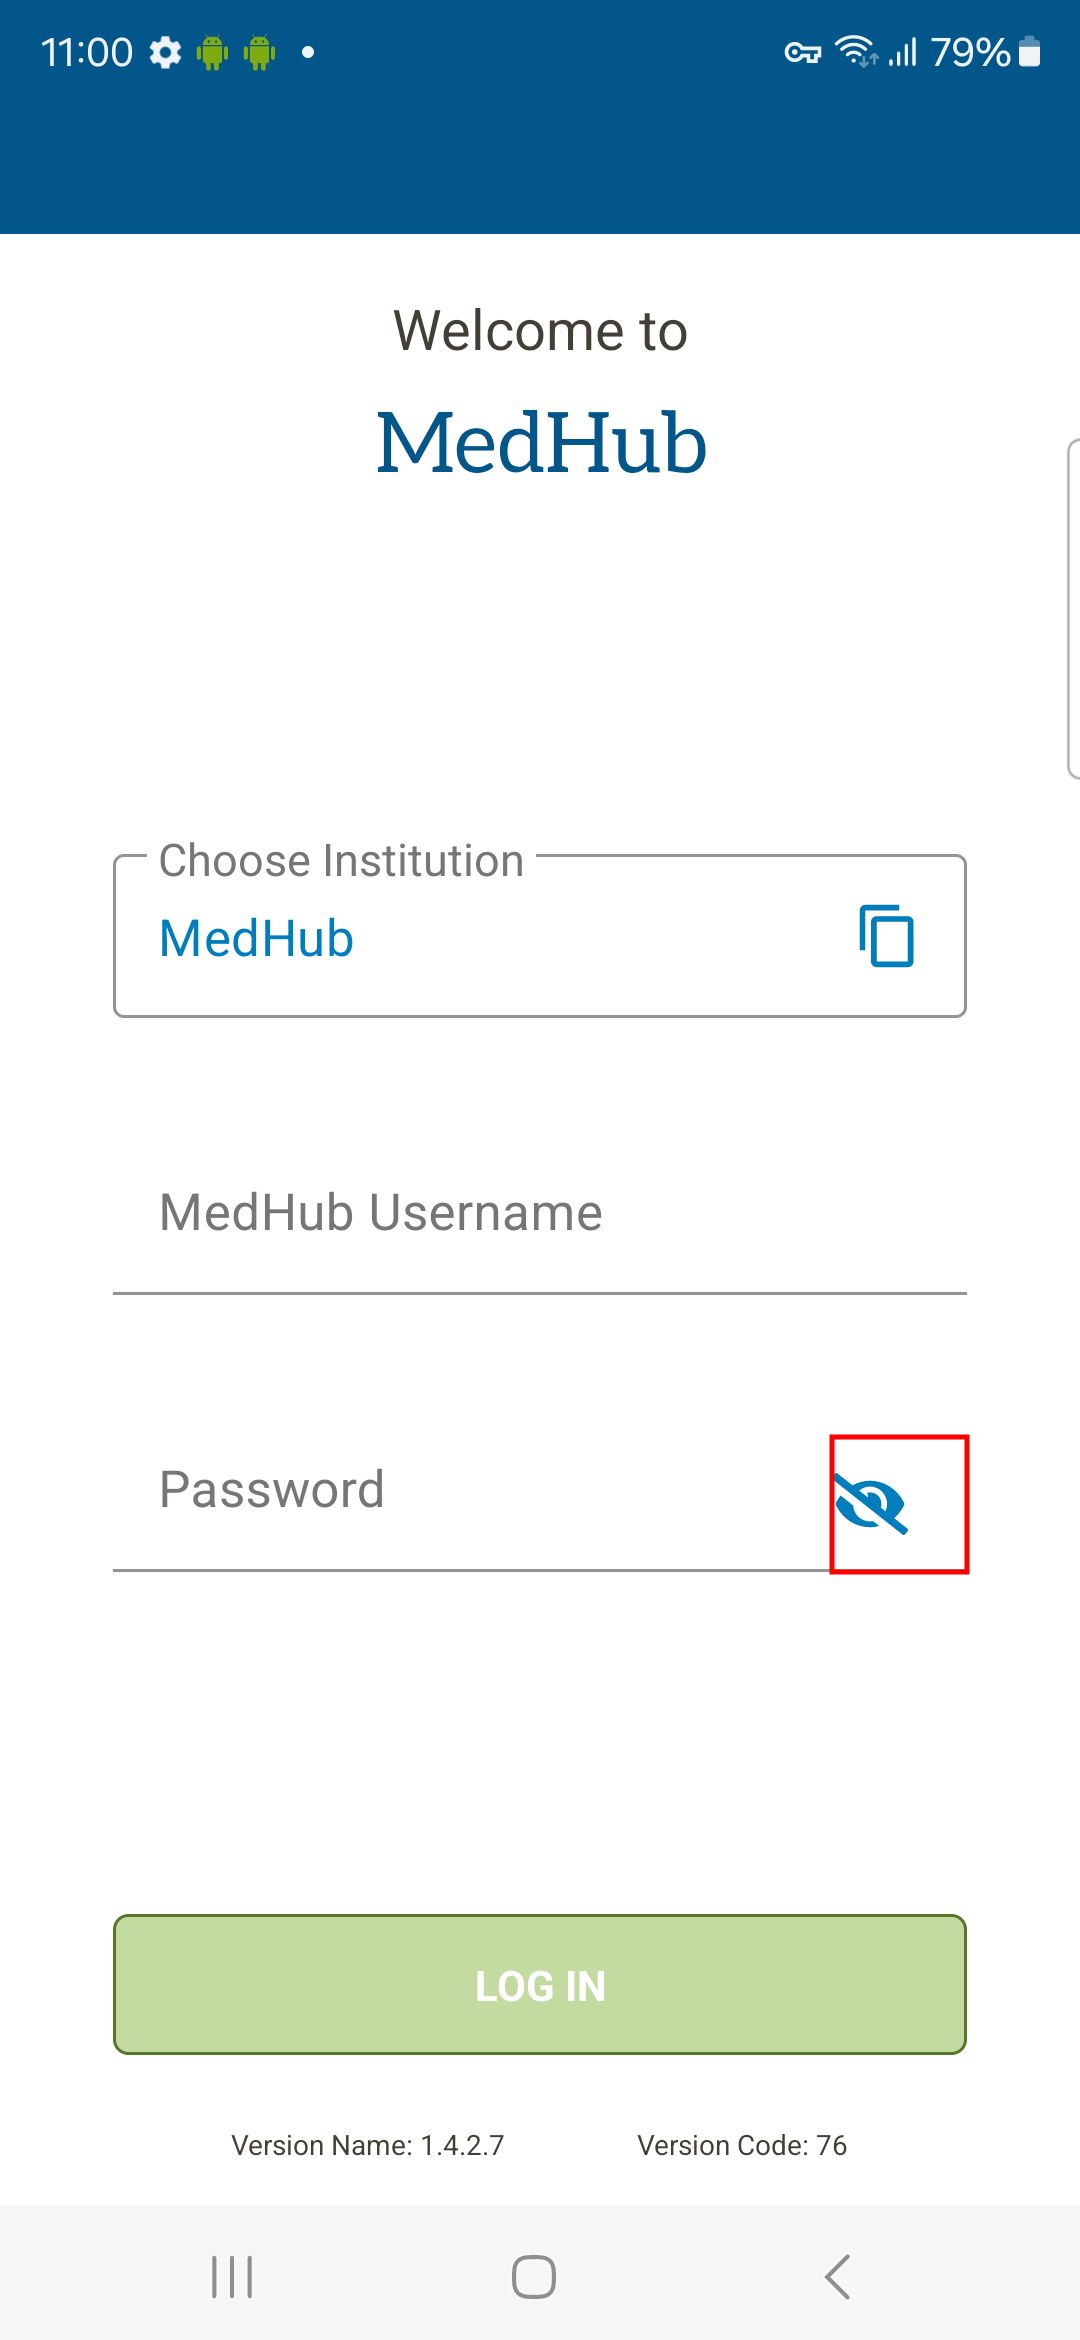 11:00 79%
Welcome to
MedHub
Choose Institution
MedHub
MedHub Username
Password
LOG IN
Version Name: 1.4.2.7 Version Code: 76